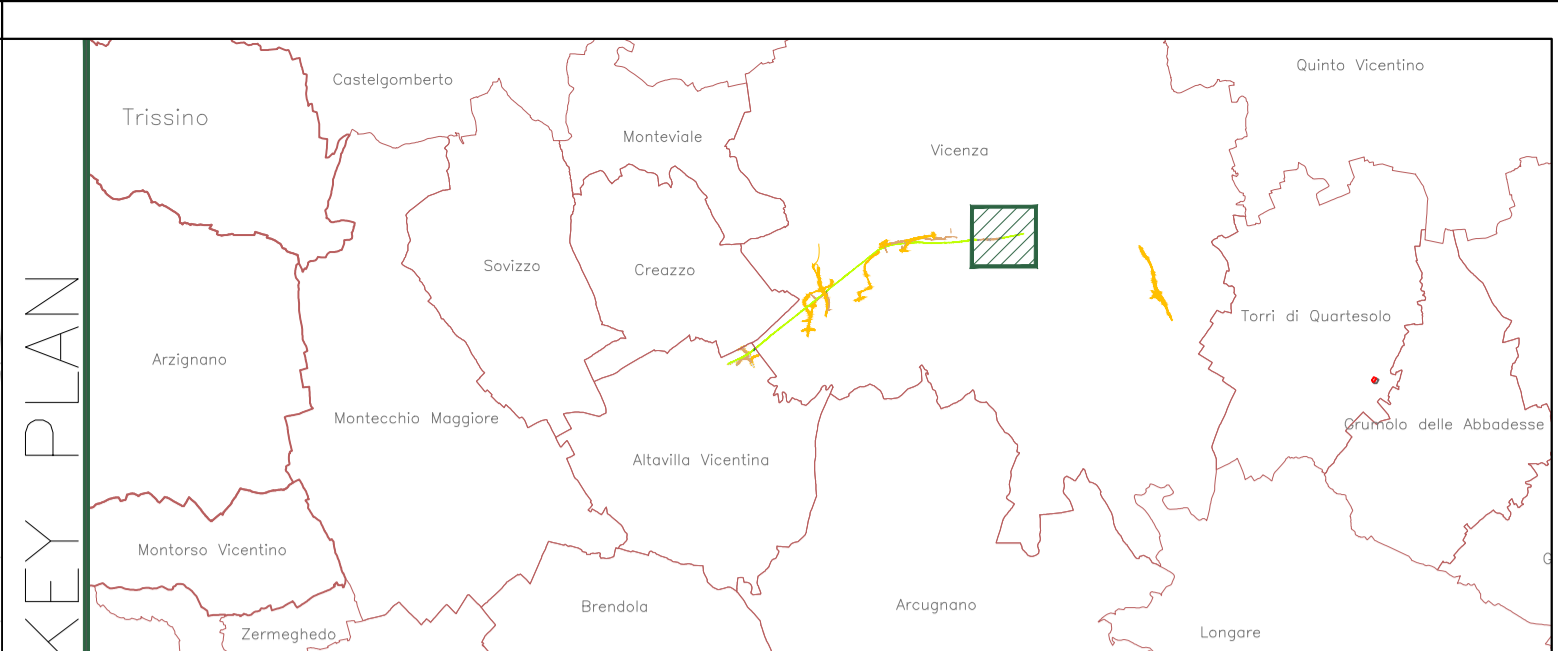 KEY PLAN
Quinto Vicentino
Castelgomberto
Trissino
Monteviale
Vicenza
Sovizzo
Creazzo
Torri di Quartesolo
Arzignano
Montecchio Maggiore
Grumolo delle Abbadesse
Altavilla Vicentina
Montorso Vicentino
G
Brendola
Arcugnano
Zermeghedo
Longare